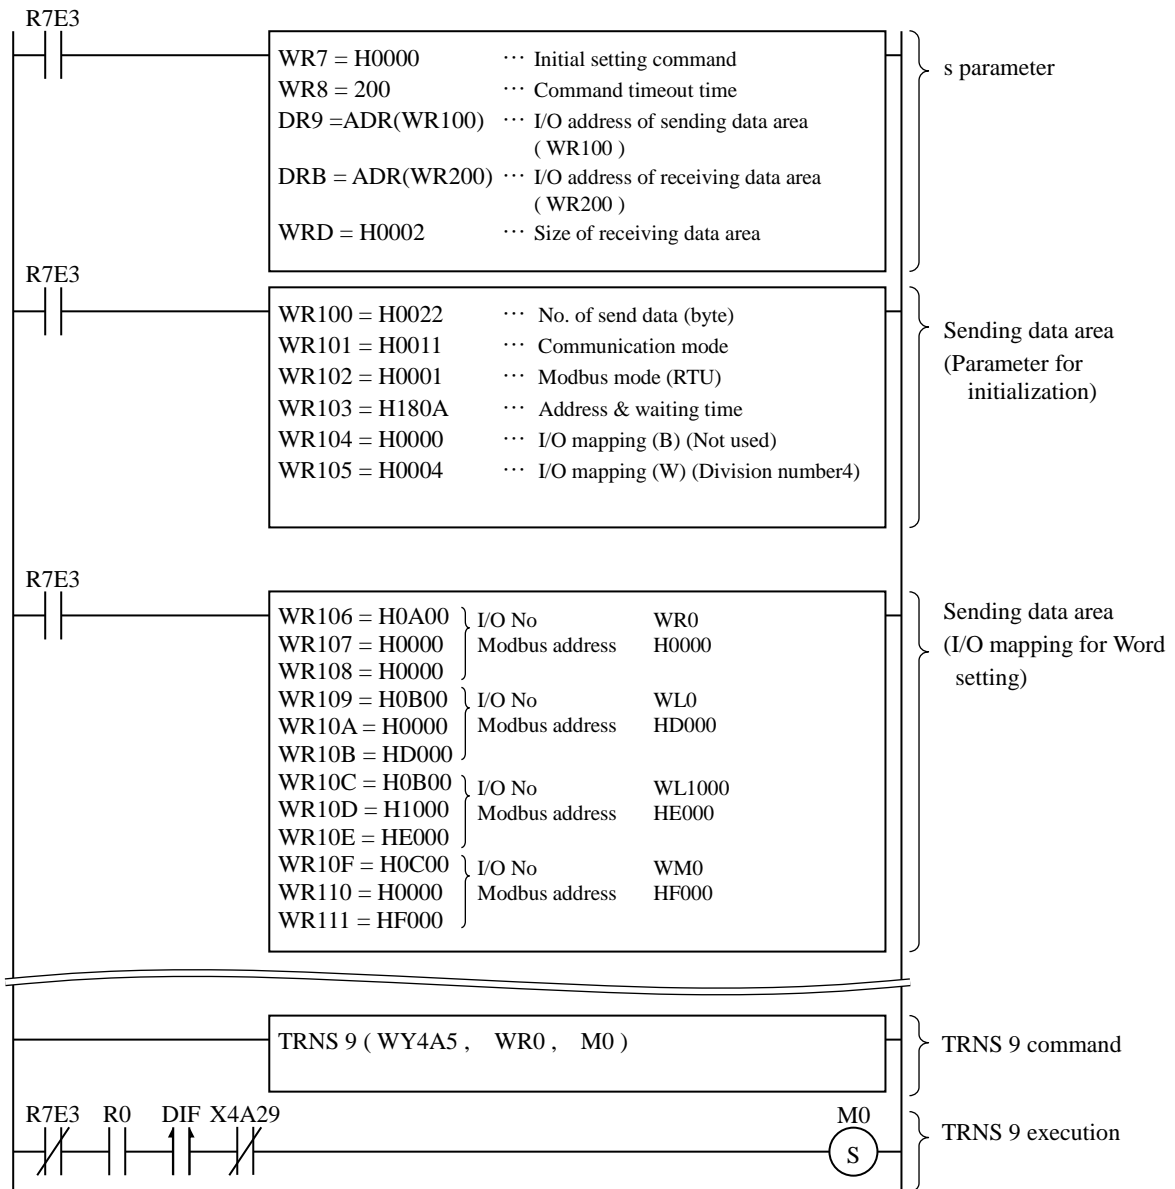 R7E3
WR7 = H0000 ··· Initial setting command
WR8 = 200 ··· Command timeout time
DR9 =ADR(WR100) ··· I/O address of sending data area
( WR100 )
DRB = ADR(WR200) ··· I/O address of receiving data area
( WR200 )
WRD = H0002 ··· Size of receiving data area
s parameter
R7E3
WR100 = H0022 ··· No. of send data (byte)
WR101 = H0011 ··· Communication mode
WR102 = H0001 ··· Modbus mode (RTU)
WR103 = H180A ··· Address & waiting time
WR104 = H0000 ··· I/O mapping (B) (Not used)
WR105 = H0004 ··· I/O mapping (W) (Division number4)
Sending data area
(Parameter for
initialization)
R7E3
WR106 = H0A00 I/O No WR0
WR107 = H0000 Modbus address H0000
WR108 = H0000
WR109 = H0B00 I/O No WL0
WR10A = H0000 Modbus address HD000
WR10B = HD000
WR10C = H0B00 I/O No WL1000
WR10D = H1000 Modbus address HE000
WR10E = HE000
WR10F = H0C00 I/O No WM0
WR110 = H0000 Modbus address HF000
WR111 = HF000
Sending data area
(I/O mapping for Word
setting)
TRNS 9 ( WY4A5 , WR0 , M0 )
TRNS 9 command
R7E3 R0 DIF X4A29 M0
S
TRNS 9 execution